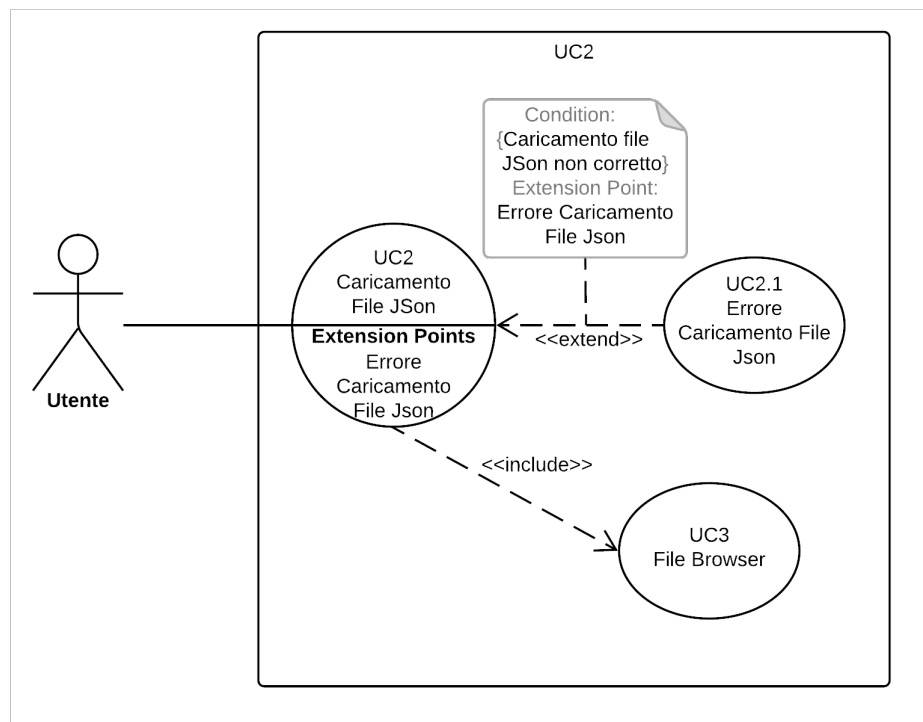 UC2
Condition:
{Caricamento file
JSon non corretto}
Extension Point:
Errore Caricamento
File Json
UC2
Caricamento
File JSon
Extension Points
Errore
Caricamento
File Json
<<extend>>
UC2.1
Errore
Caricamento File
Json
Utente
<<include>>
UC3
File Browser